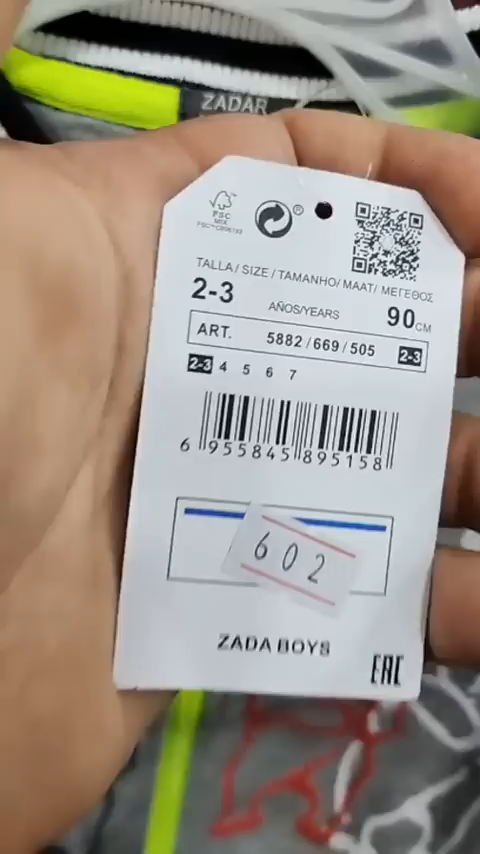 ZADAR
FSC
MIX
®
TALLA / SIZE / TAMANHO/ MAAT/ ΜΕΓΕΘΟΣ
2-3 AÑOS/YEARS 90CM
ART. 5882 / 669 / 505 2-3
2-3 4 5 6 7
6 955845 895158
602
ZADA BOYS
EAC